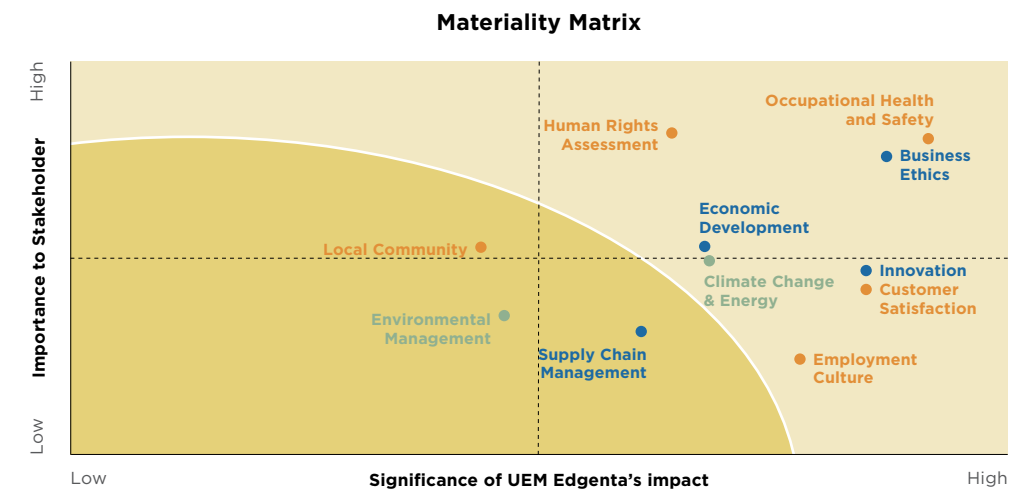 Materiality Matrix
High
Importance to Stakeholder
Low
Occupational Health
and Safety
Human Rights
Assessment
Business
Ethics
Economic
Development
Local Community
Climate Change
& Energy
Innovation
Customer
Satisfaction
Environmental
Management
Supply Chain
Management
Employment
Culture
Low
Significance of UEM Edgenta’s impact
High